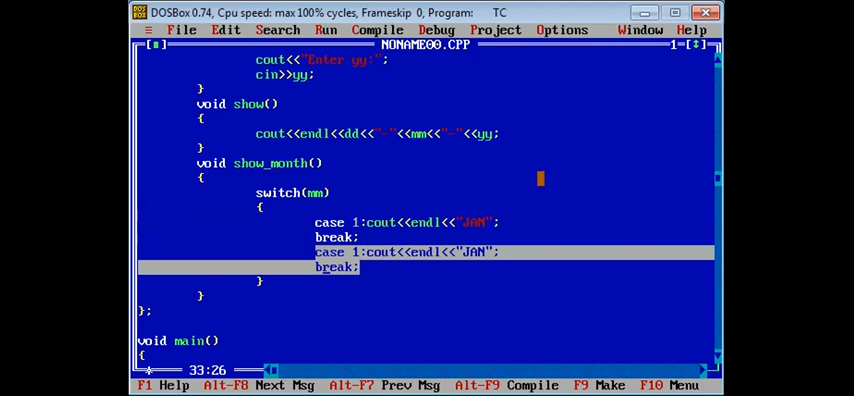 DOSBox 0.74, Cpu speed: max 100% cycles, Frameskip 0, Program: TC
≡ File Edit Search Run Compile Debug Project Options Window Help
[■] NONAME00.CPP 1=[↕]
cout<<"Enter yy:";
cin>>yy;
}
void show()
{
cout<<endl<<dd<<"-"<<mm<<"-"<<yy;
}
void show_month()
{
switch(mm)
{
case 1:cout<<endl<<"JAN";
break;
case 1:cout<<endl<<"JAN";
break;
}
}
};
void main()
{
* 33:26
F1 Help Alt-F8 Next Msg Alt-F7 Prev Msg Alt-F9 Compile F9 Make F10 Menu